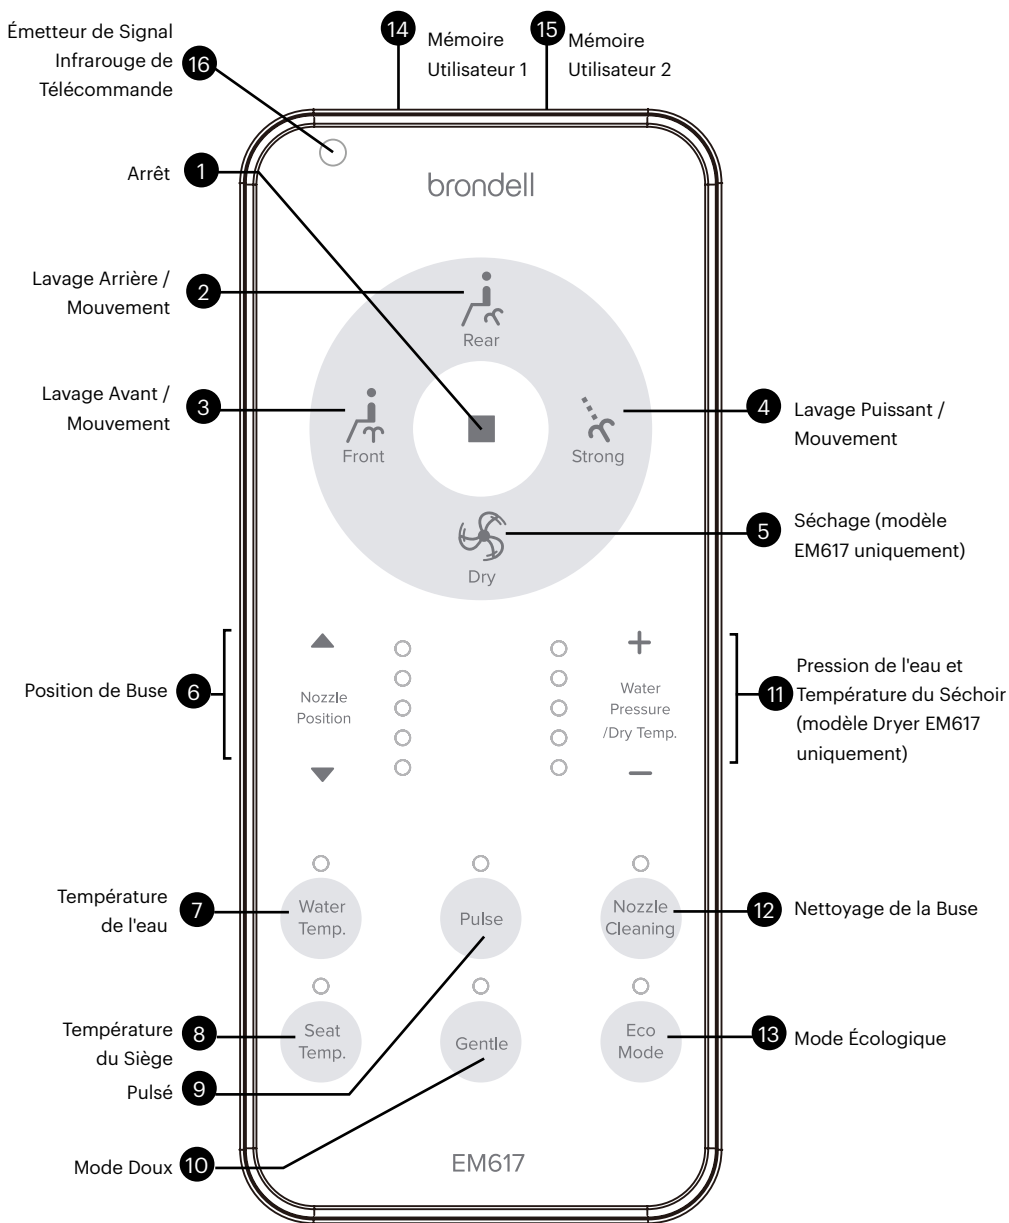 Émetteur de Signal
Infrarouge de
Télécommande
16
14
Mémoire
Utilisateur 1
15
Mémoire
Utilisateur 2
Arrêt
1
brondell
Lavage Arrière /
Mouvement
2
Rear
Lavage Avant /
Mouvement
3
Front
Strong
4
Lavage Puissant /
Mouvement
Dry
5
Séchage (modèle
EM617 uniquement)
Position de Buse
6
Nozzle
Position
+
Water
Pressure
/Dry Temp.
−
11
Pression de l'eau et
Température du Séchoir
(modèle Dryer EM617
uniquement)
Température
de l'eau
7
Water
Temp.
Pulse
Nozzle
Cleaning
12
Nettoyage de la Buse
Température
du Siège
8
Seat
Temp.
Gentle
Eco
Mode
13
Mode Écologique
Pulsé
9
Mode Doux
10
EM617